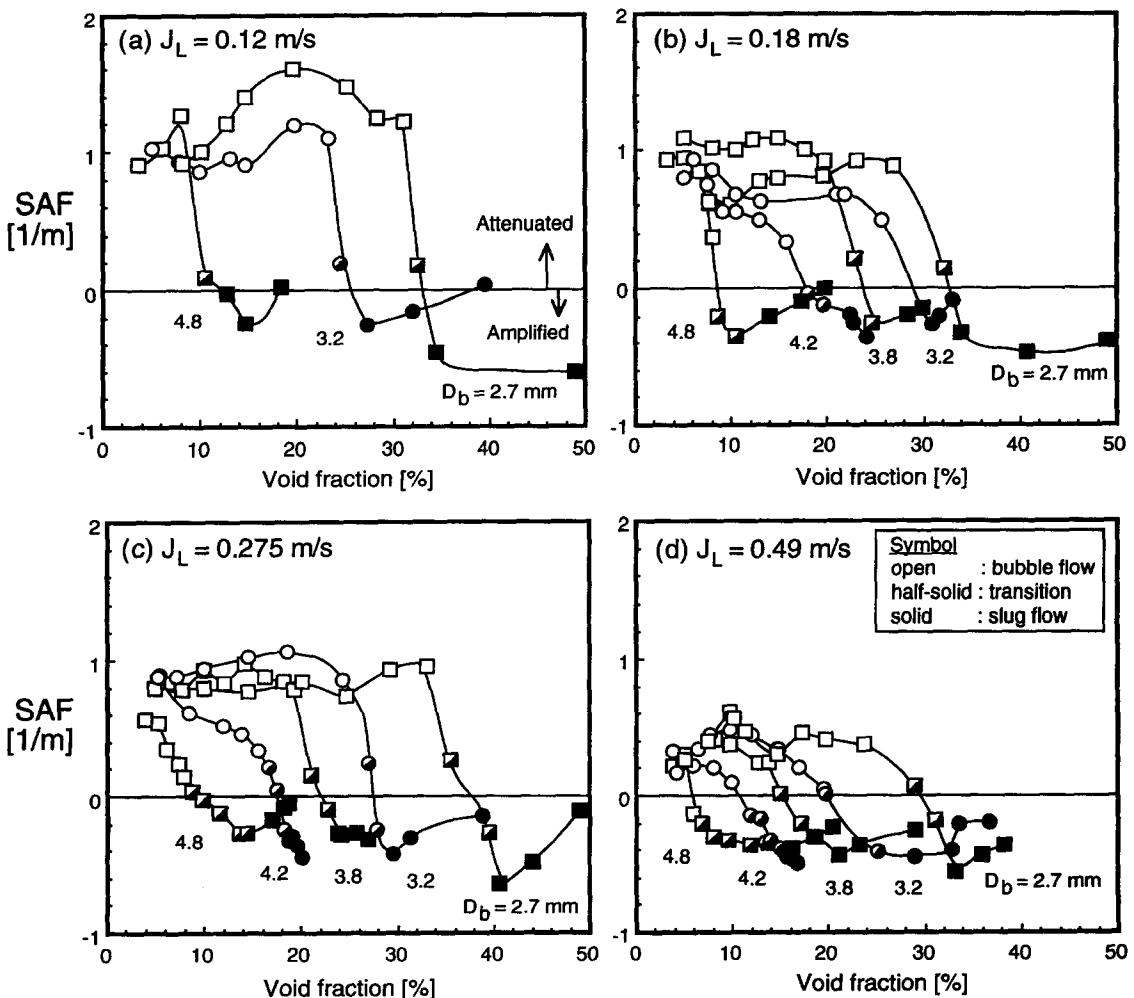 (a) J_L = 0.12 m/s
2
1
0
-1
SAF
[1/m]
Attenuated
Amplified
4.8
3.2
D_b = 2.7 mm
0 10 20 30 40 50
Void fraction [%]
(b) J_L = 0.18 m/s
2
1
0
-1
4.8
4.2
3.8
3.2
D_b = 2.7 mm
0 10 20 30 40 50
Void fraction [%]
(c) J_L = 0.275 m/s
2
1
0
-1
SAF
[1/m]
4.8
4.2
3.8
3.2
D_b = 2.7 mm
0 10 20 30 40 50
Void fraction [%]
(d) J_L = 0.49 m/s
Symbol
open : bubble flow
half-solid : transition
solid : slug flow
2
1
0
-1
4.8
4.2
3.8
3.2
D_b = 2.7 mm
0 10 20 30 40 50
Void fraction [%]